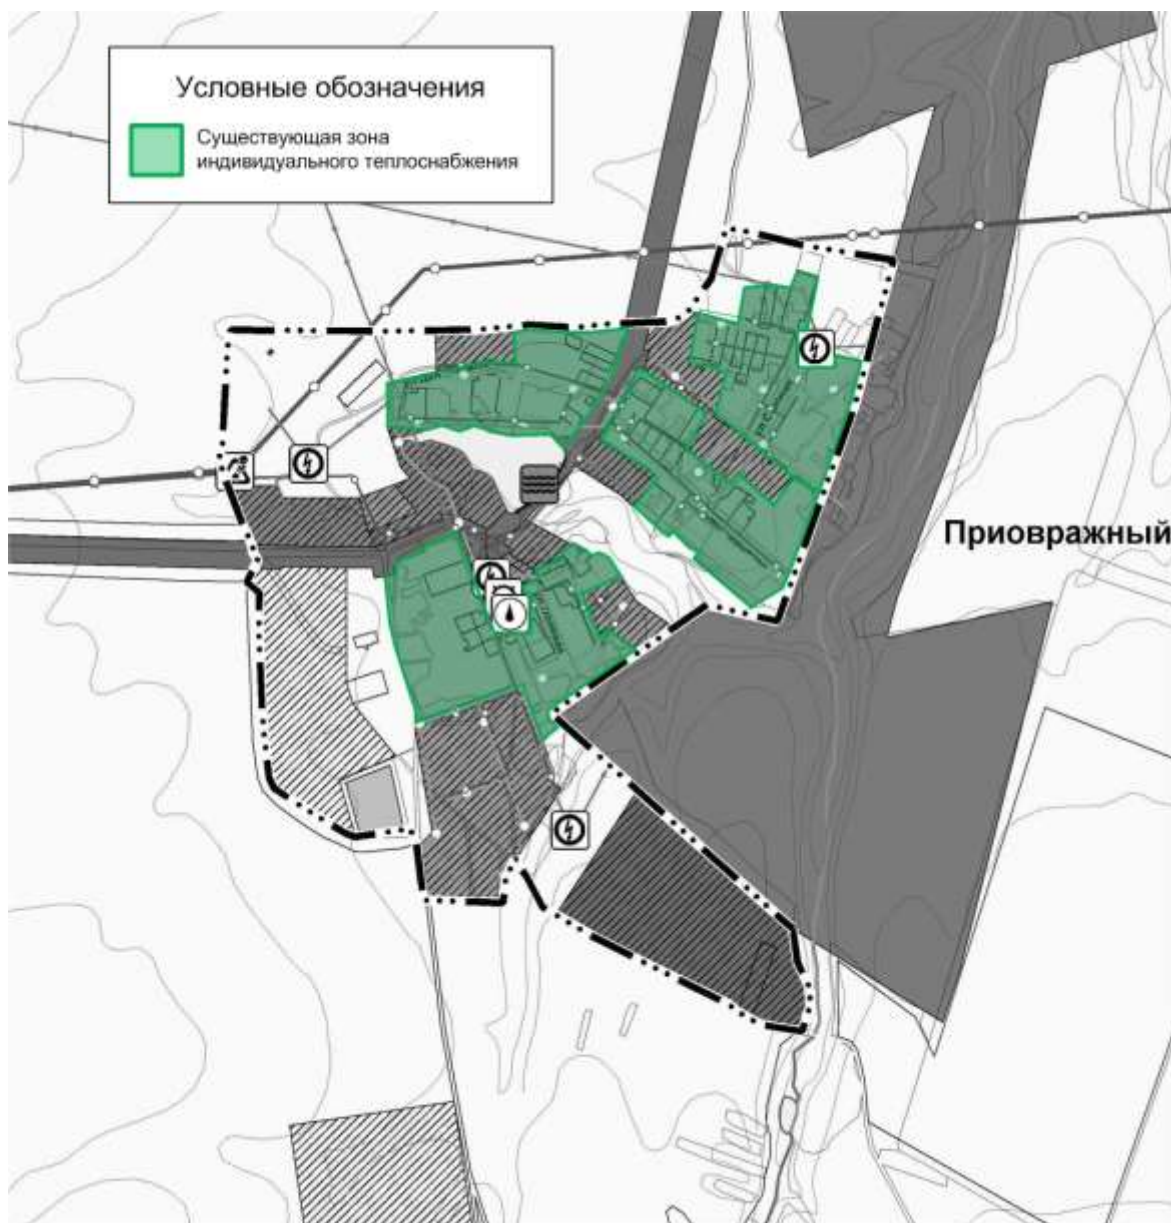 Условные обозначения
Существующая зона
индивидуального теплоснабжения
Приовражный